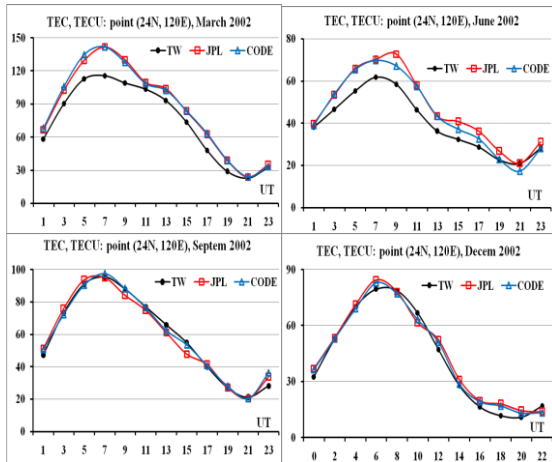 TEC, TECU: point (24N, 120E), March 2002
150
120
90
60
30
0
TW JPL CODE
UT
1 3 5 7 9 11 13 15 17 19 21 23
TEC, TECU: point (24N, 120E), June 2002
80
60
40
20
0
TW JPL CODE
UT
1 3 5 7 9 11 13 15 17 19 21 23
TEC, TECU: point (24N, 120E), Septem 2002
100
80
60
40
20
0
TW JPL CODE
UT
1 3 5 7 9 11 13 15 17 19 21 23
TEC, TECU: point (24N, 120E), Decem 2002
90
60
30
0
TW JPL CODE
UT
0 2 4 6 8 10 12 14 16 18 20 22